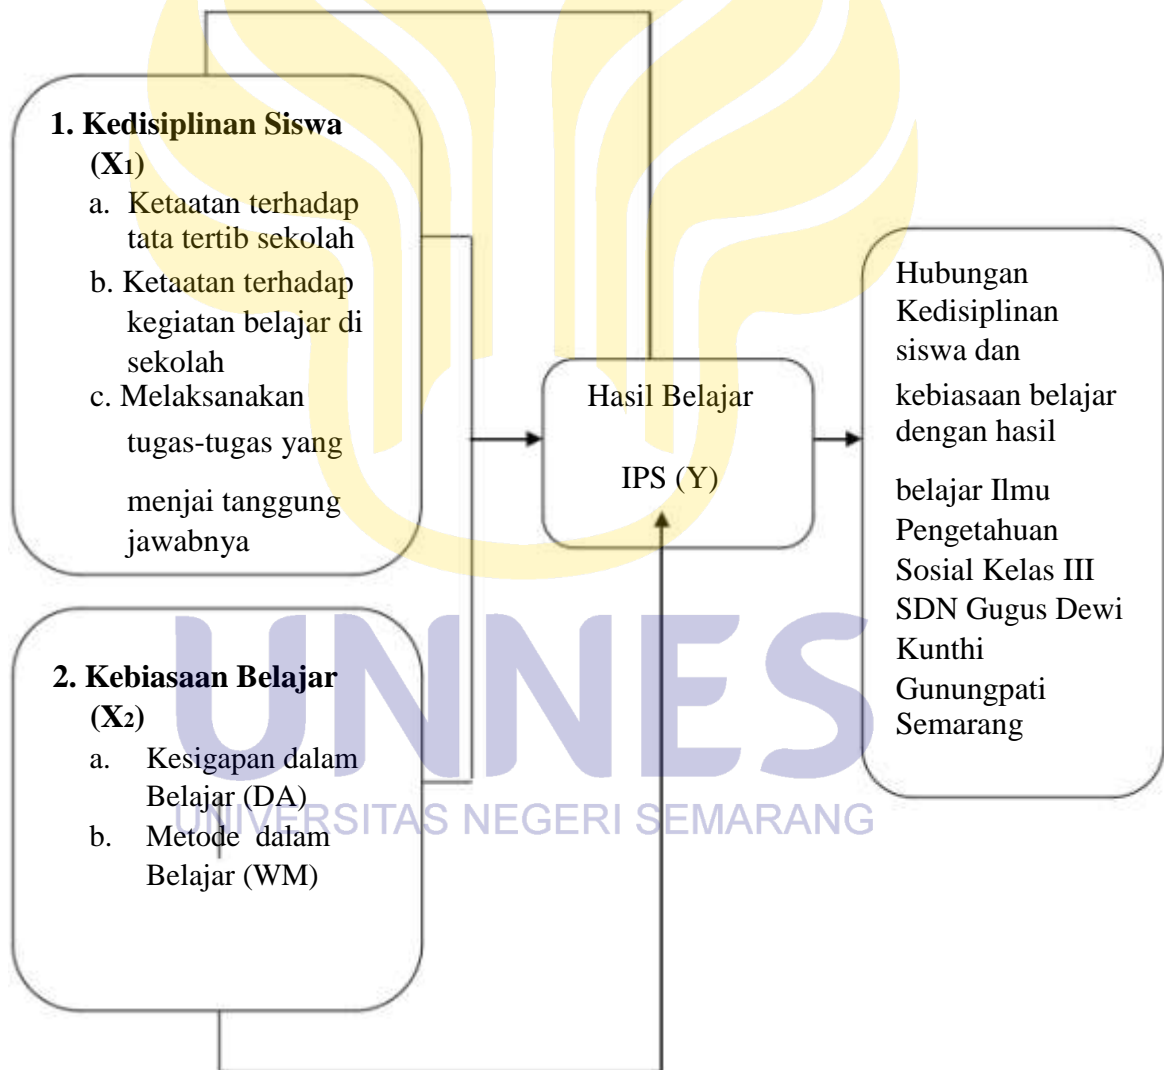 1. Kedisiplinan Siswa
(X1)
a. Ketaatan terhadap
tata tertib sekolah
b. Ketaatan terhadap
kegiatan belajar di
sekolah
c. Melaksanakan
tugas-tugas yang
menjai tanggung
jawabnya
2. Kebiasaan Belajar
(X2)
a. Kesigapan dalam
Belajar (DA)
b. Metode dalam
Belajar (WM)
Hasil Belajar
IPS (Y)
Hubungan
Kedisiplinan
siswa dan
kebiasaan belajar
dengan hasil
belajar Ilmu
Pengetahuan
Sosial Kelas III
SDN Gugus Dewi
Kunthi
Gunungpati
Semarang
UNNES
UNIVERSITAS NEGERI SEMARANG